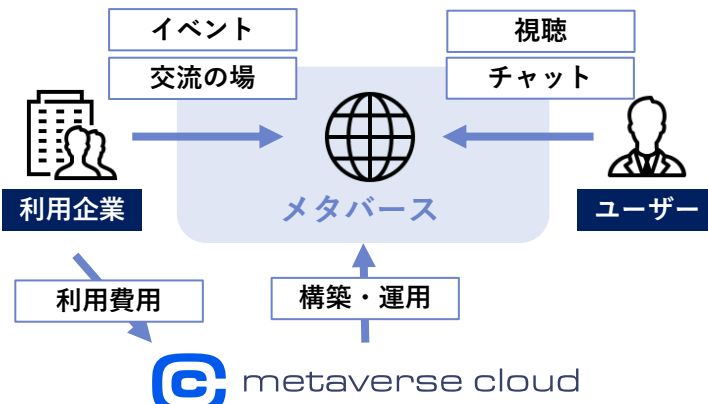 イベント
視聴
交流の場
チャット
利用企業
メタバース
ユーザー
利用費用
構築・運用
metaverse cloud